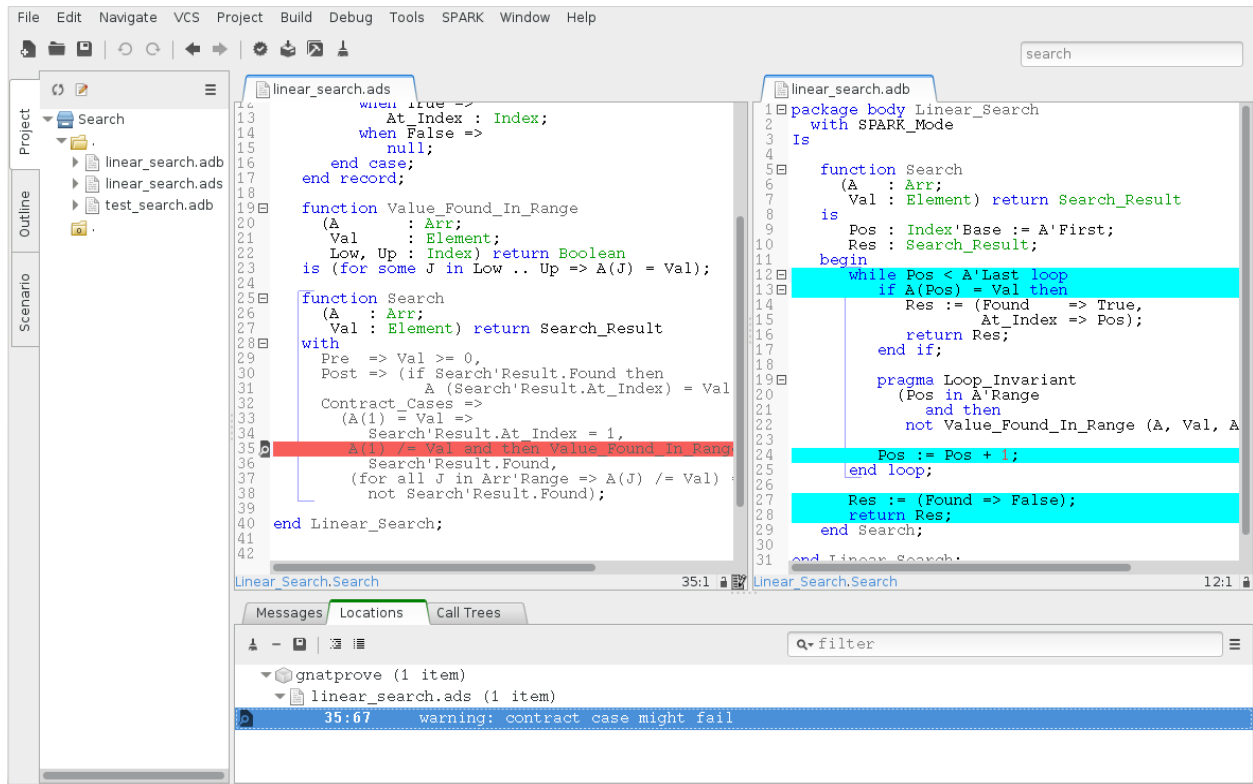 File Edit Navigate VCS Project Build Debug Tools SPARK Window Help
search
Project
Outline
Scenario
Search
.
linear_search.adb
linear_search.ads
test_search.adb
.
linear_search.ads
12 when True =>
13 At_Index : Index;
14 when False =>
15 null;
16 end case;
17 end record;
18
19 function Value_Found_In_Range
20 (A : Arr;
21 Val : Element;
22 Low, Up : Index) return Boolean
23 is (for some J in Low .. Up => A(J) = Val);
24
25 function Search
26 (A : Arr;
27 Val : Element) return Search_Result
28 with
29 Pre => Val >= 0,
30 Post => (if Search'Result.Found then
31 A (Search'Result.At_Index) = Val
32 Contract_Cases =>
33 (A(1) = Val =>
34 Search'Result.At_Index = 1,
35 A(1) /= Val and then Value_Found_In_Rang
36 Search'Result.Found,
37 (for all J in Arr'Range => A(J) /= Val) =
38 not Search'Result.Found);
39
40 end Linear_Search;
41
42
Linear_Search.Search 35:1
linear_search.adb
1 package body Linear_Search
2 with SPARK_Mode
3 Is
4
5 function Search
6 (A : Arr;
7 Val : Element) return Search_Result
8 is
9 Pos : Index'Base := A'First;
10 Res : Search_Result;
11 begin
12 while Pos < A'Last loop
13 if A(Pos) = Val then
14 Res := (Found => True,
15 At_Index => Pos);
16 return Res;
17 end if;
18
19 pragma Loop_Invariant
20 (Pos in A'Range
21 and then
22 not Value_Found_In_Range (A, Val, A
23
24 Pos := Pos + 1;
25 end loop;
26
27 Res := (Found => False);
28 return Res;
29 end Search;
30
31 end Linear_Search;
Linear_Search.Search 12:1
Messages Locations Call Trees
filter
gnatprove (1 item)
linear_search.ads (1 item)
35:67 warning: contract case might fail